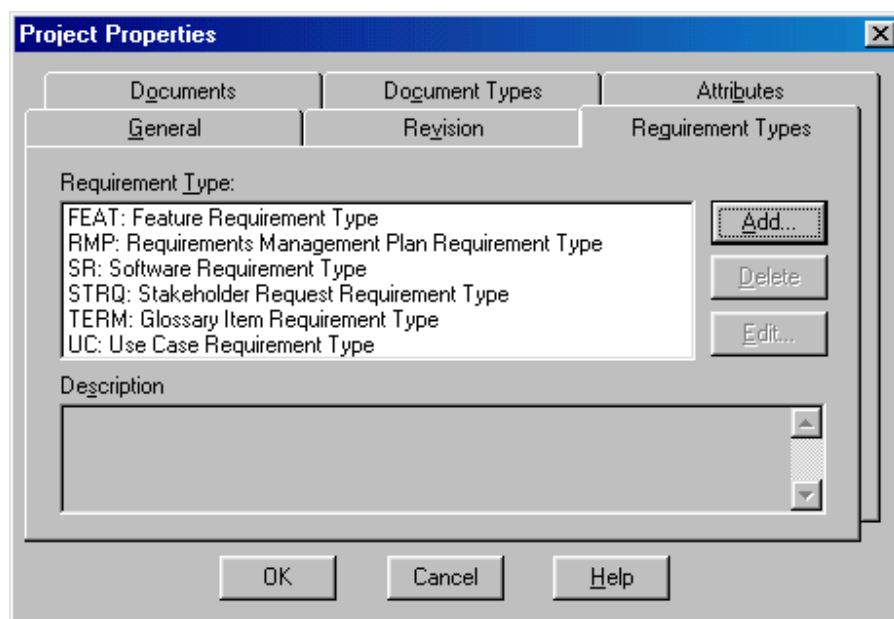 Project Properties
Documents Document Types Attributes
General Revision Requirement Types
Requirement Type:
FEAT: Feature Requirement Type
RMP: Requirements Management Plan Requirement Type
SR: Software Requirement Type
STRQ: Stakeholder Request Requirement Type
TERM: Glossary Item Requirement Type
UC: Use Case Requirement Type
Add...
Delete
Edit...
Description
OK Cancel Help